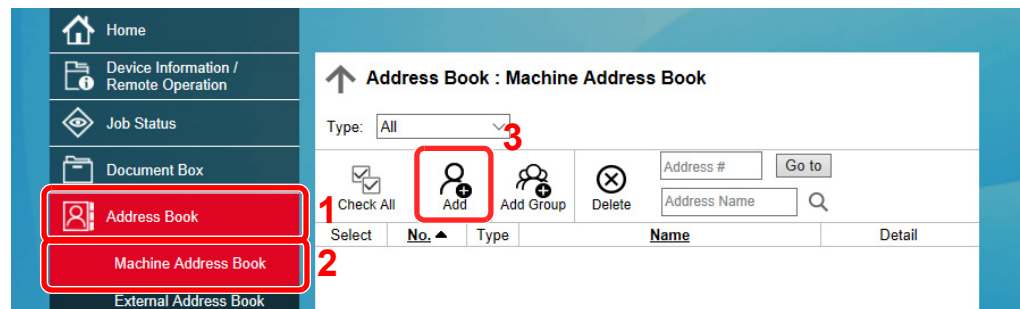 Home
Device Information /
Remote Operation
Job Status
Document Box
1
Address Book
2
Machine Address Book
External Address Book
Address Book : Machine Address Book
Type: All
3
Check All Add Add Group Delete
Address # Go to
Address Name
Select No. ▲ Type Name Detail